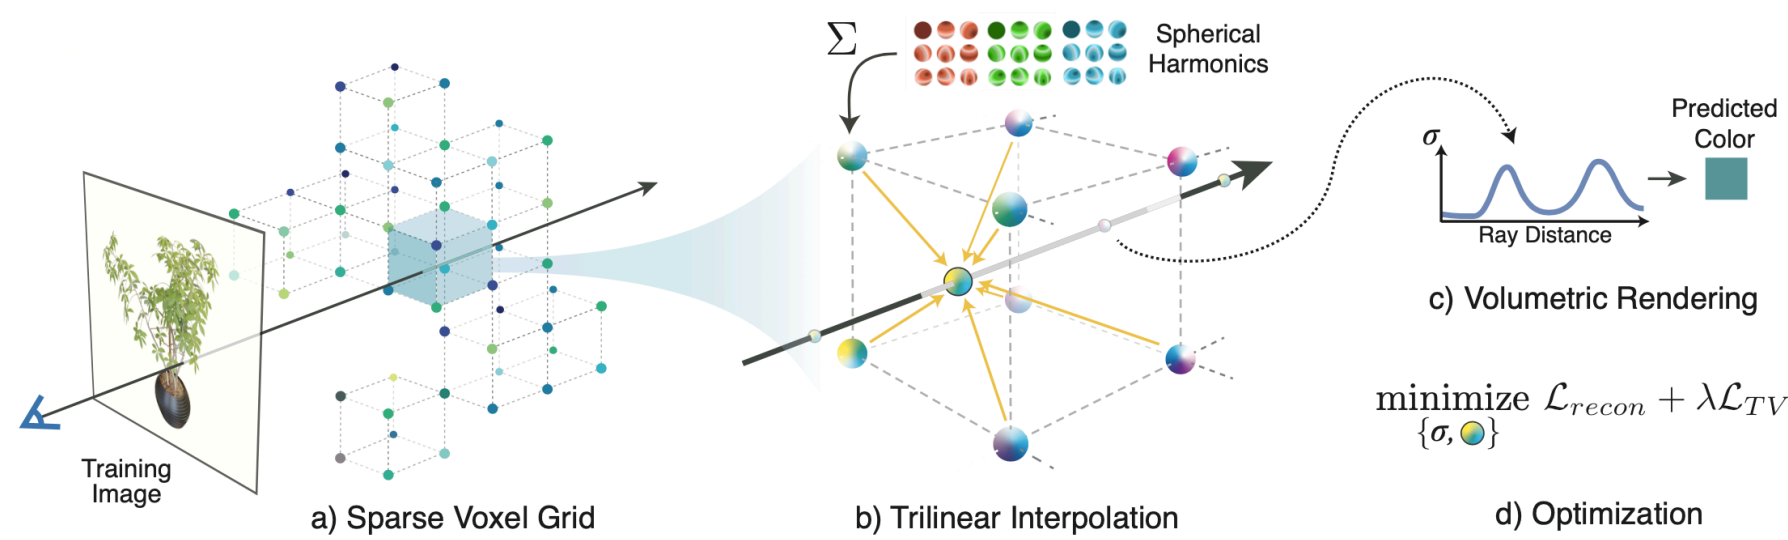 Training
Image
a) Sparse Voxel Grid
Σ
Spherical
Harmonics
b) Trilinear Interpolation
σ
Ray Distance
Predicted
Color
c) Volumetric Rendering
minimize ℒ_recon + λℒ_TV
{σ, }
d) Optimization